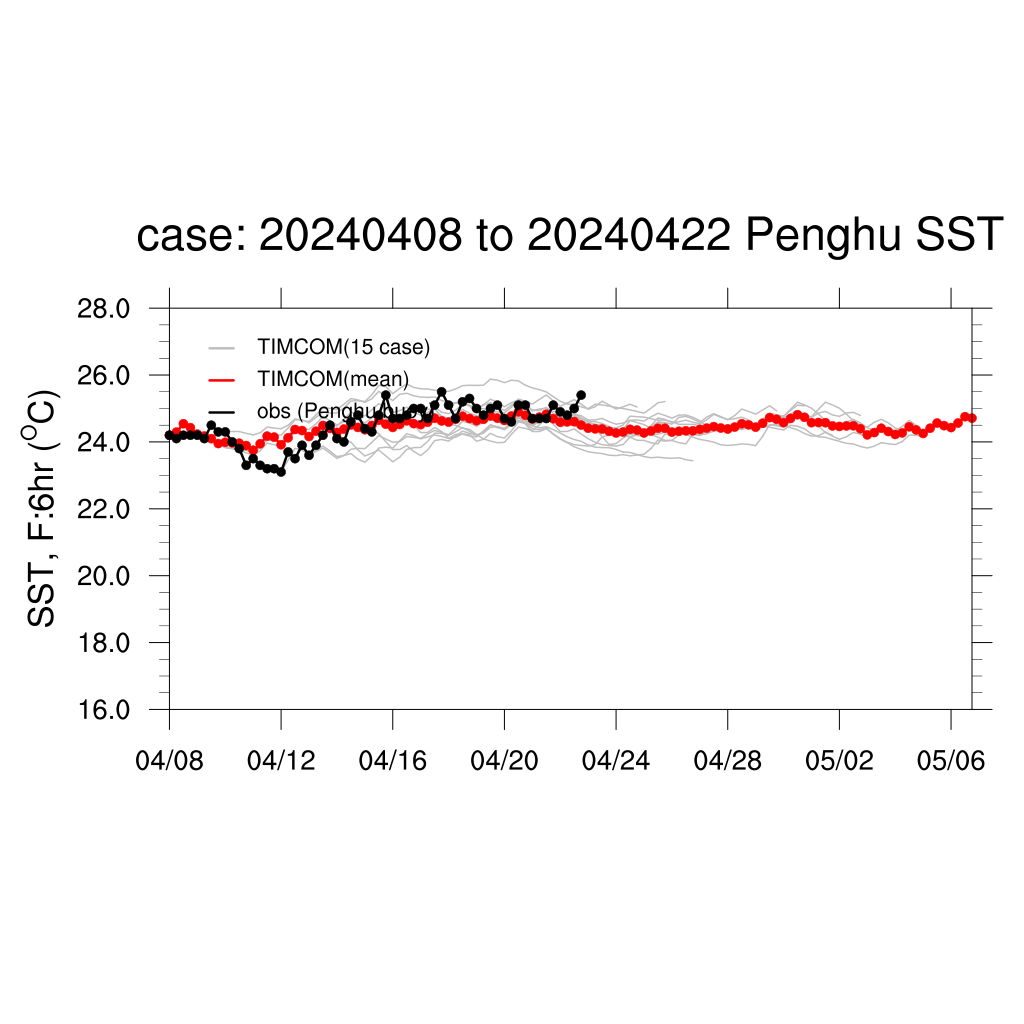 case: 20240408 to 20240422 Penghu SST
SST, F:6hr (°C)
28.0
26.0
24.0
22.0
20.0
18.0
16.0
TIMCOM(15 case)
TIMCOM(mean)
obs (Penghu
04/08 04/12 04/16 04/20 04/24 04/28 05/02 05/06